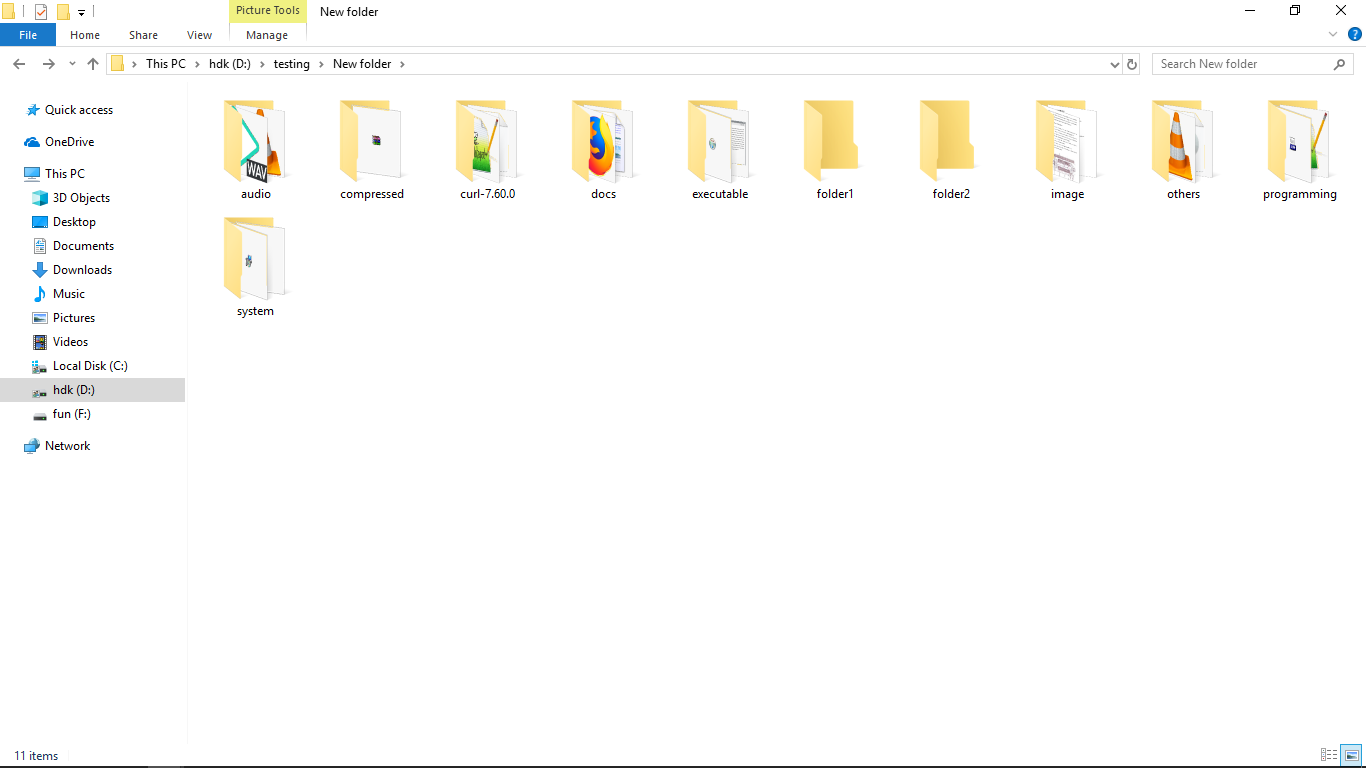 Picture Tools New folder
File Home Share View Manage
This PC hdk (D:) testing New folder Search New folder
Quick access
OneDrive
This PC
3D Objects
Desktop
Documents
Downloads
Music
Pictures
Videos
Local Disk (C:)
hdk (D:)
fun (F:)
Network
WAV
audio compressed curl-7.60.0 docs executable folder1 folder2 image others programming
system
11 items